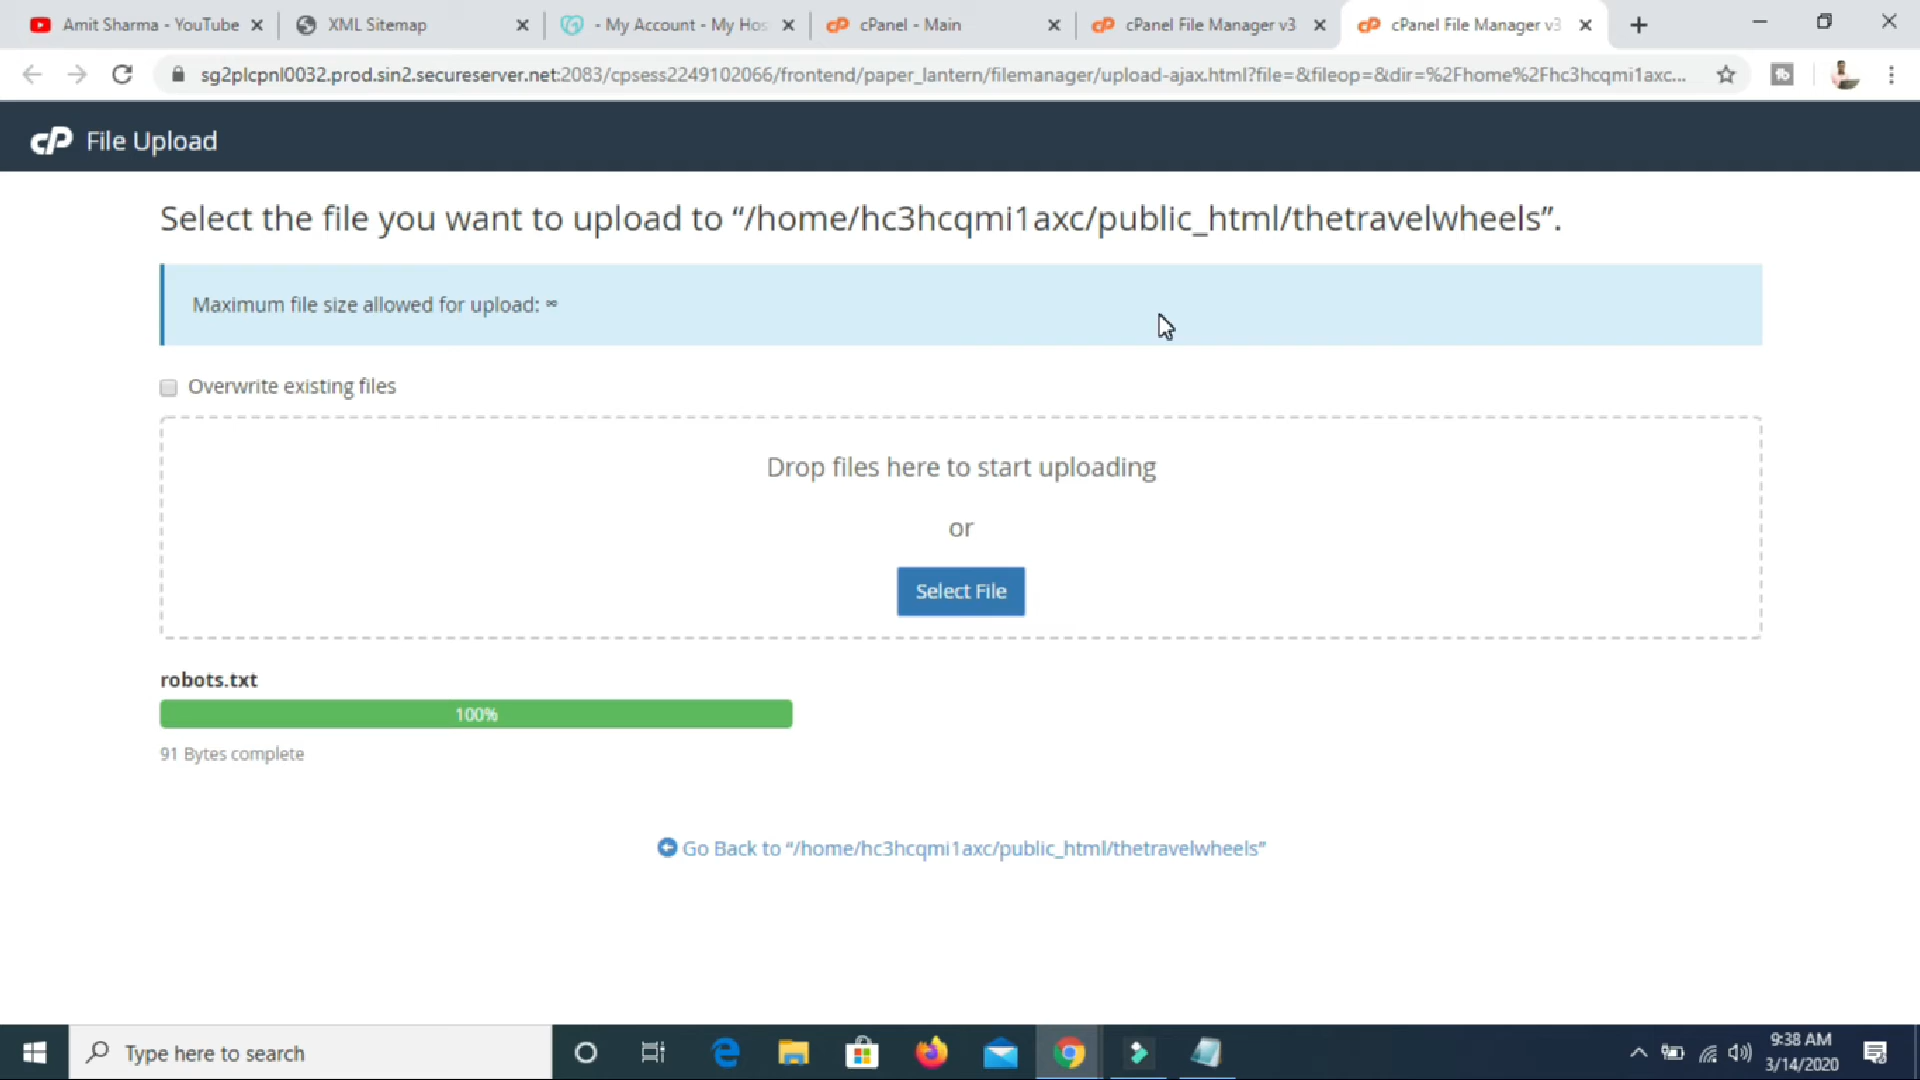 Amit Sharma - YouTube
XML Sitemap
- My Account - My Hos
cPanel - Main
cPanel File Manager v3
cPanel File Manager v3
sg2plcpnl0032.prod.sin2.secureserver.net:2083/cpsess2249102066/frontend/paper_lantern/filemanager/upload-ajax.html?file=&fileop=&dir=%2Fhome%2Fhc3hcqmi1axc...
cP File Upload
Select the file you want to upload to “/home/hc3hcqmi1axc/public_html/thetravelwheels”.
Maximum file size allowed for upload: ∞
Overwrite existing files
Drop files here to start uploading
or
Select File
robots.txt
100%
91 Bytes complete
Go Back to “/home/hc3hcqmi1axc/public_html/thetravelwheels”
Type here to search
9:38 AM
3/14/2020